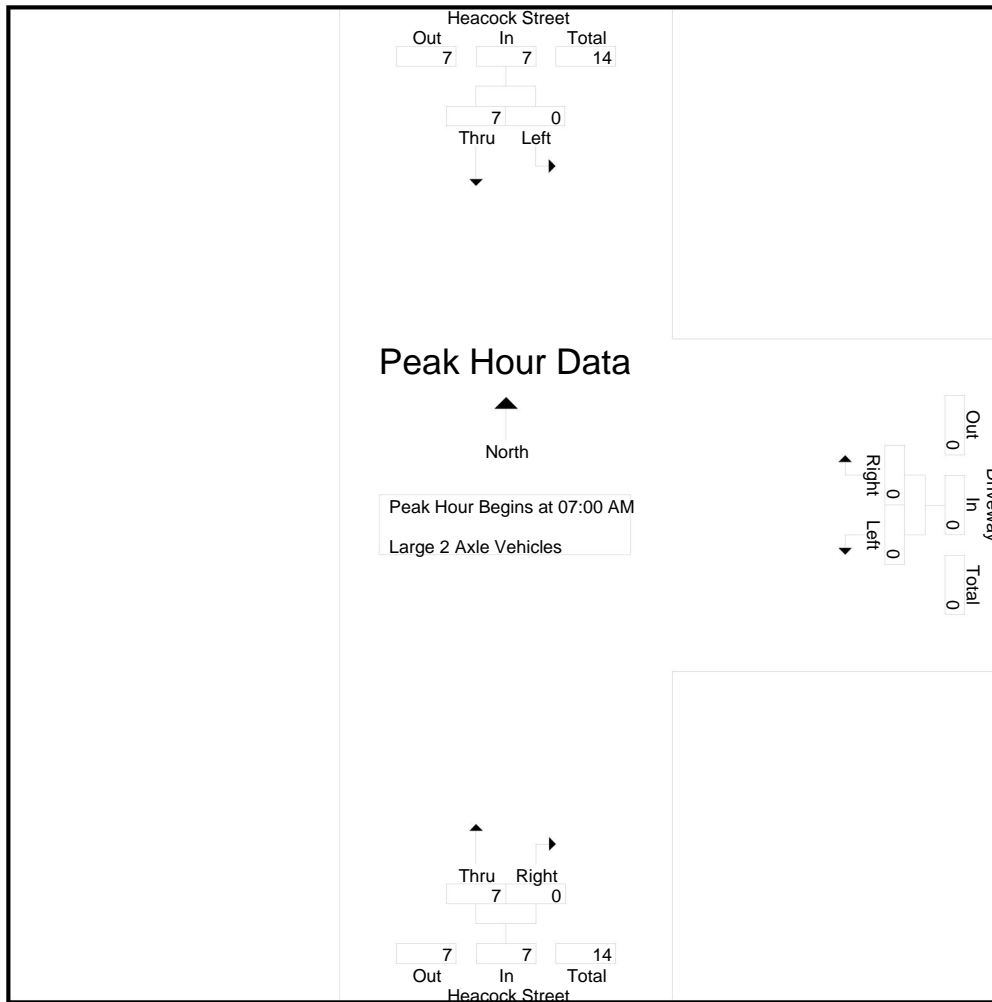 Heacock Street
Out In Total
7 7 14
7 0
Thru Left
Peak Hour Data
North
Peak Hour Begins at 07:00 AM
Large 2 Axle Vehicles
Driveway
Out In Total
0 0 0
Right Left
0 0
Thru Right
7 0
7 7 14
Out In Total
Heacock Street